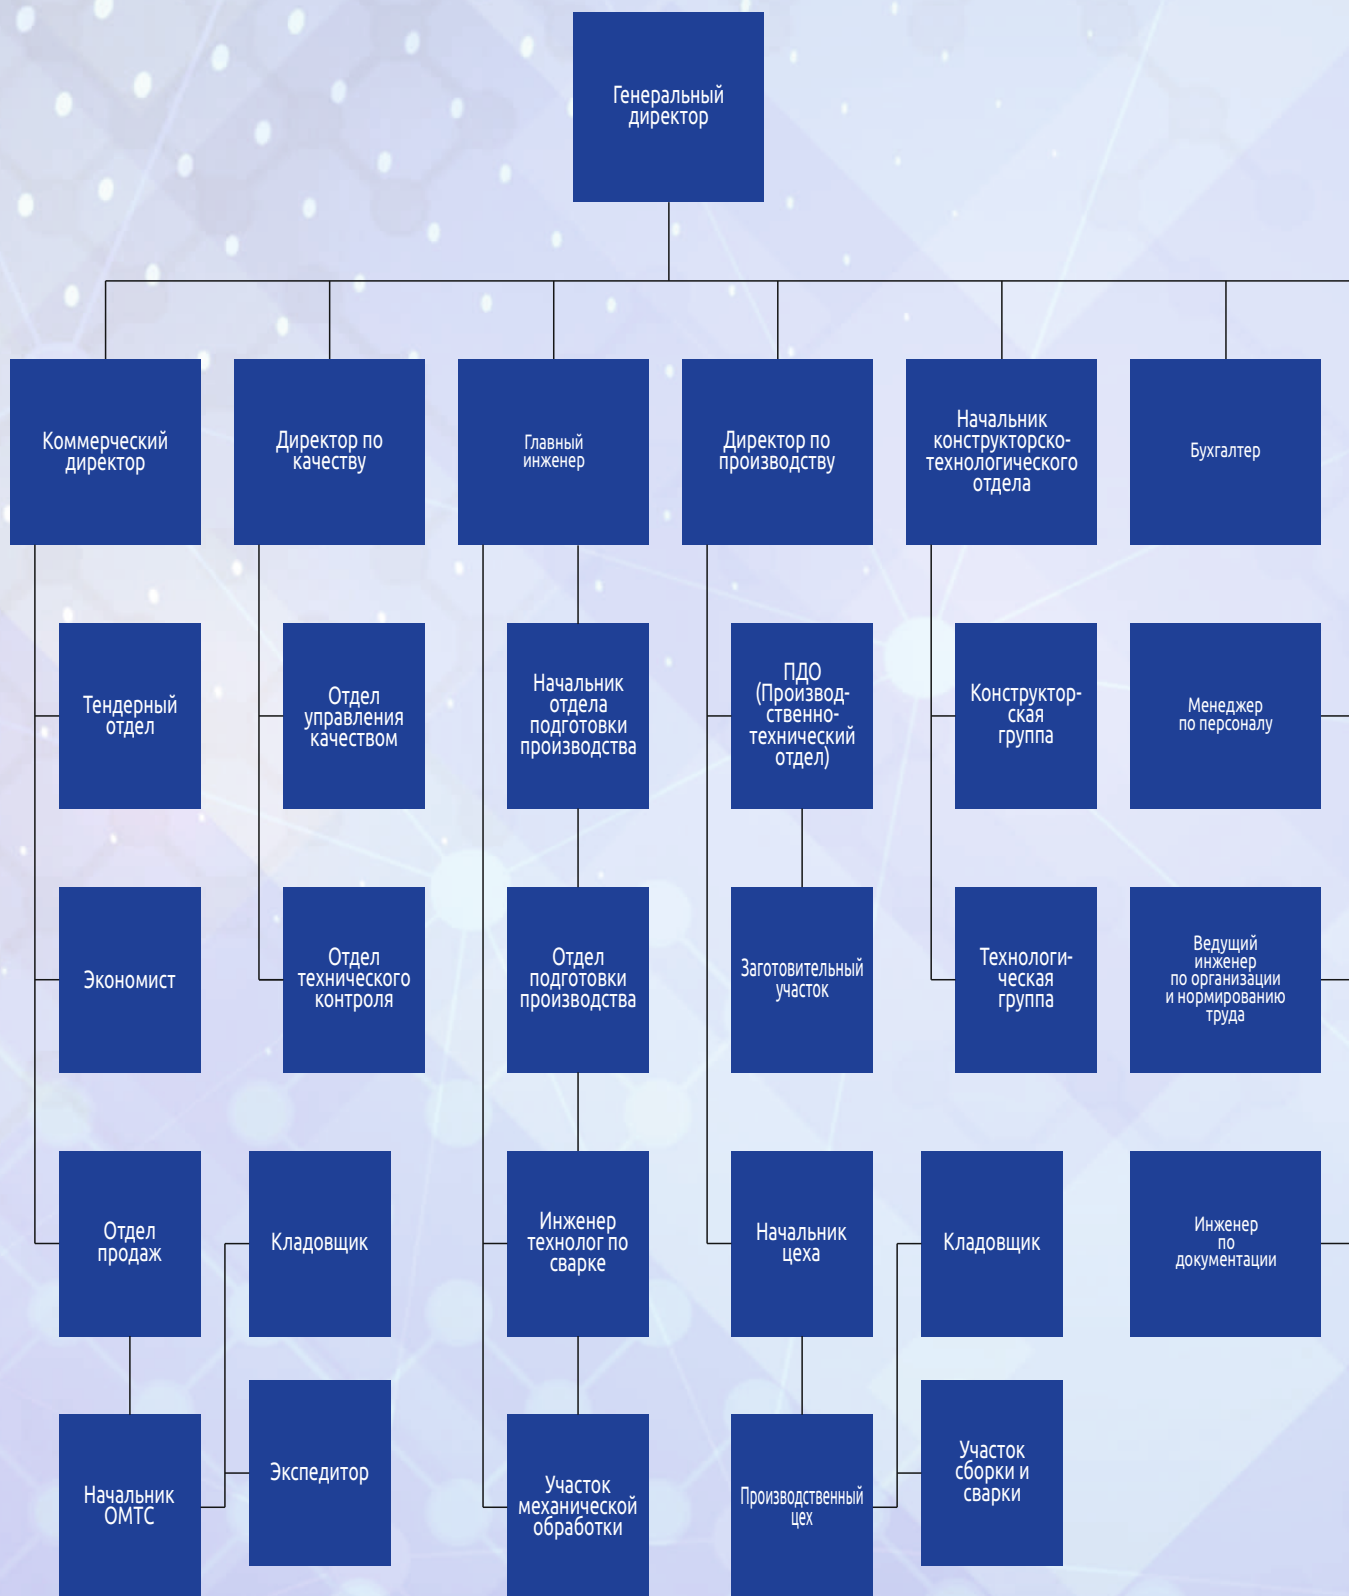 Генеральный
директор
Коммерческий
директор
Директор по
качеству
Главный
инженер
Директор по
производству
Начальник
конструкторско-
технологического
отдела
Бухгалтер
Тендерный
отдел
Отдел
управления
качеством
Начальник
отдела
подготовки
производства
ПДО
(Производ-
ственно-
технический
отдел)
Конструктор-
ская
группа
Менеджер
по персоналу
Экономист
Отдел
технического
контроля
Отдел
подготовки
производства
Заготовительный
участок
Технологи-
ческая
группа
Ведущий
инженер
по организации
и нормированию
труда
Отдел
продаж
Кладовщик
Инженер
технолог по
сварке
Начальник
цеха
Кладовщик
Инженер
по
документации
Начальник
ОМТС
Экспедитор
Участок
механической
обработки
Производственный
цех
Участок
сборки и
сварки